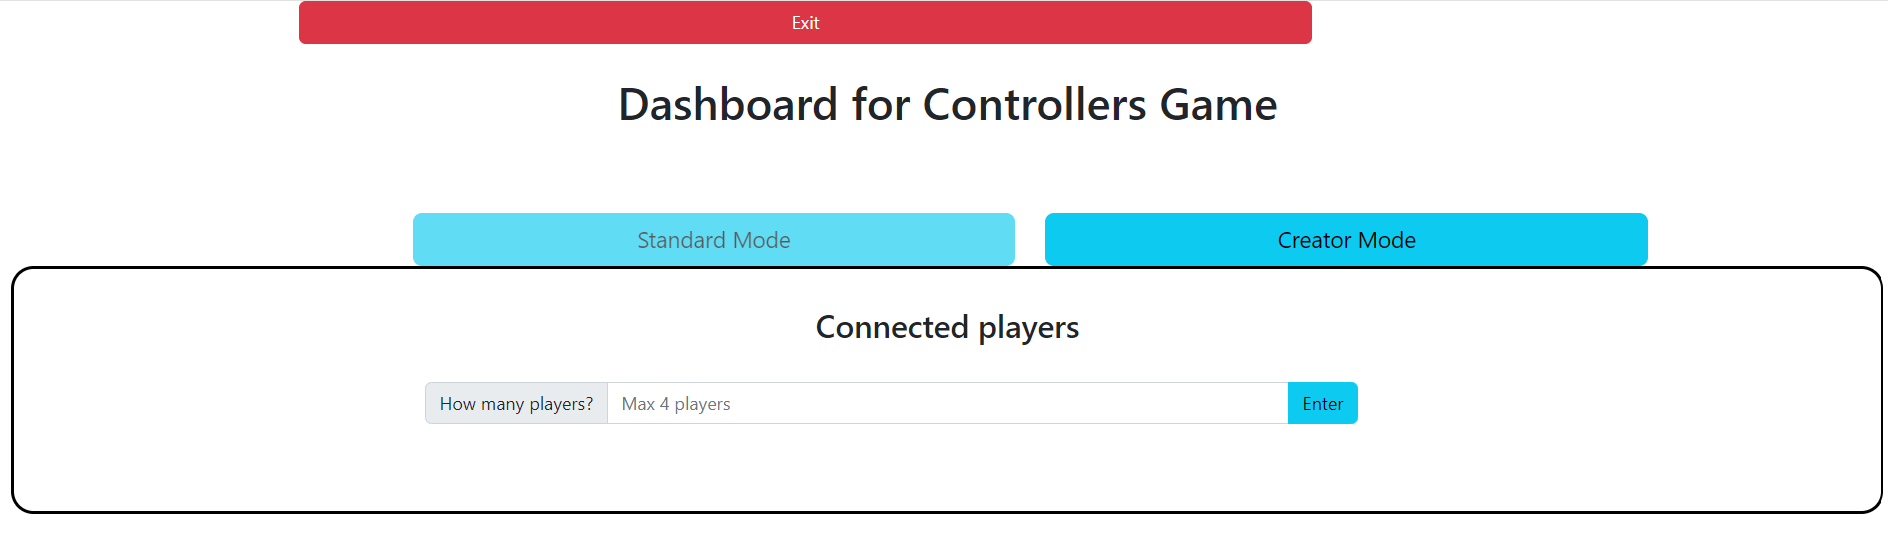 Exit
Dashboard for Controllers Game
Standard Mode
Creator Mode
Connected players
How many players? Max 4 players Enter